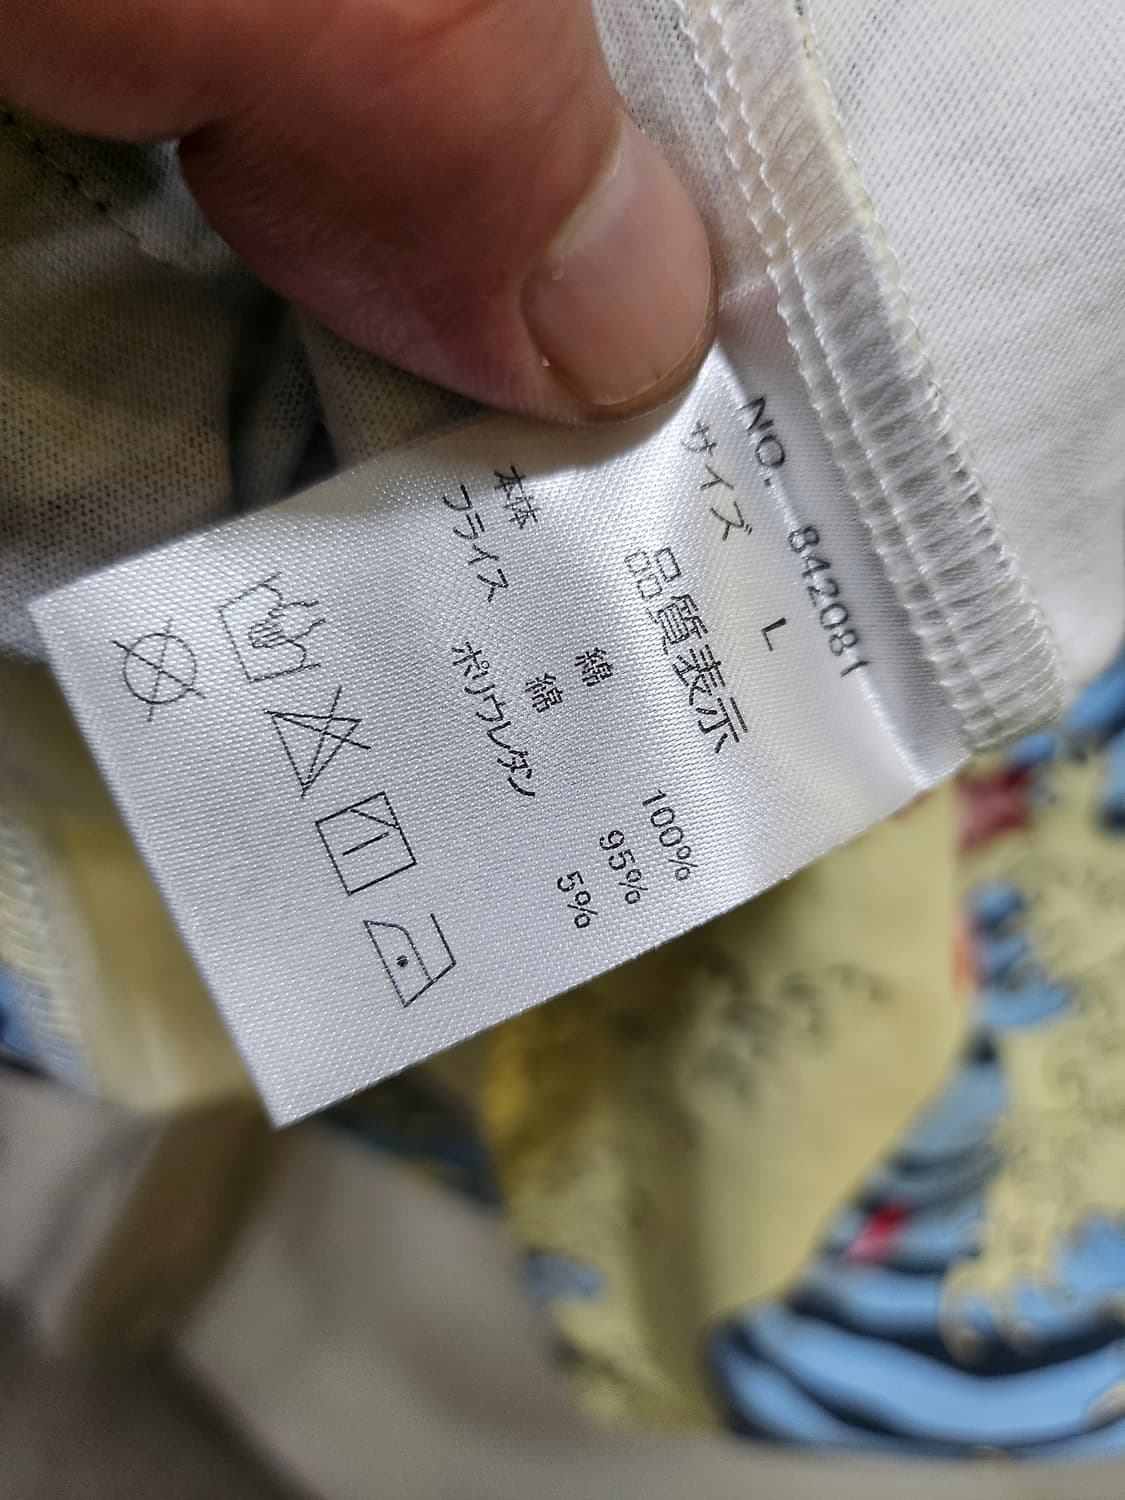 NO. 842081
サイズ L
品質表示
本体 綿 100%
フライス 綿 95%
ポリウレタン 5%